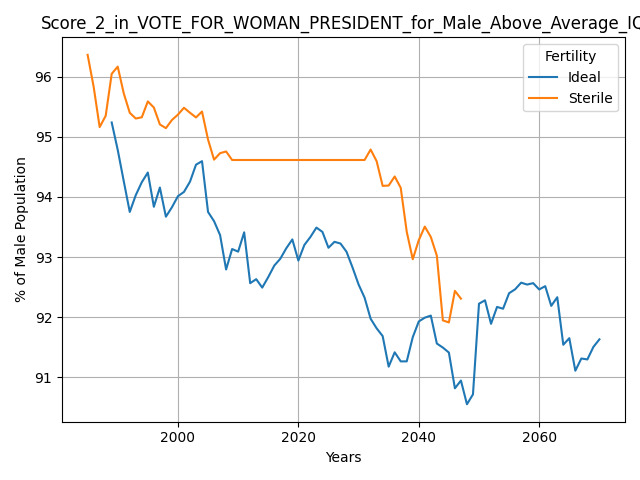 Score_2_in_VOTE_FOR_WOMAN_PRESIDENT_for_Male_Above_Average_IQ
Fertility
Ideal
Sterile
96
95
94
93
92
91
% of Male Population
2000 2020 2040 2060
Years